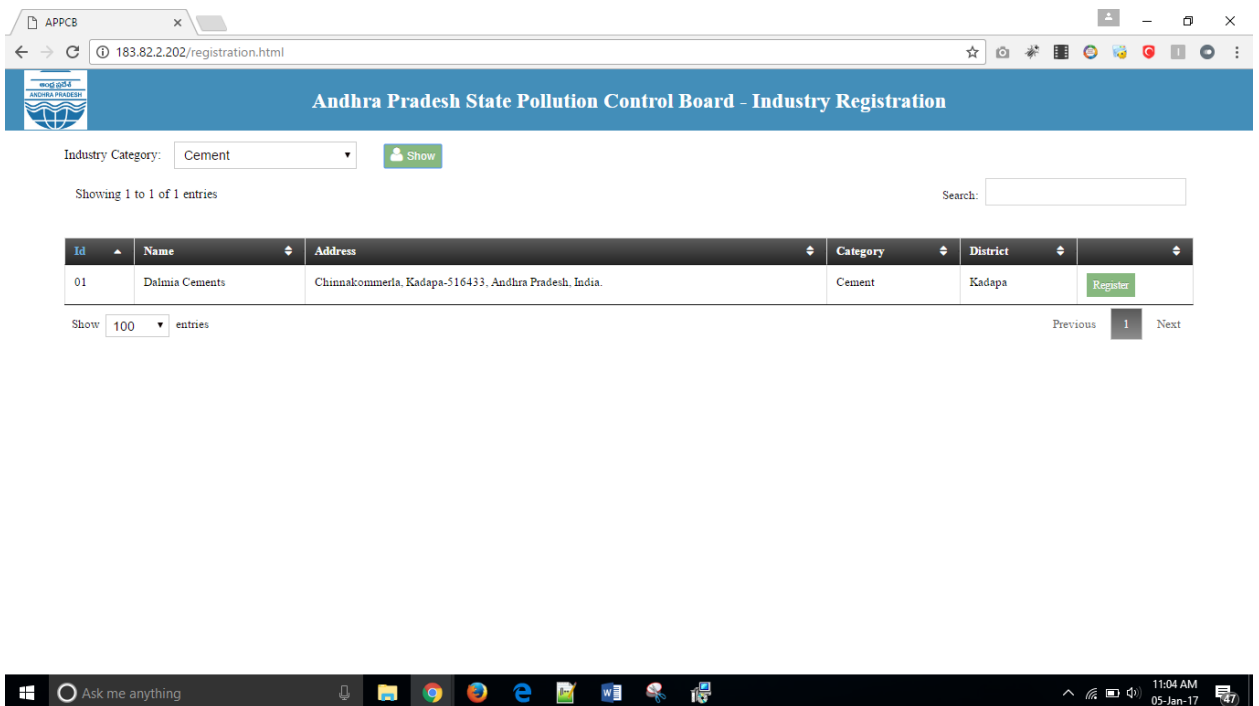 APPCB
183.82.2.202/registration.html
ఆంధ్ర ప్రదేశ్
ANDHRA PRADESH
Andhra Pradesh State Pollution Control Board - Industry Registration
Industry Category: Cement Show
Showing 1 to 1 of 1 entries Search:
Id Name Address Category District
01 Dalmia Cements Chinnakommerla, Kadapa-516433, Andhra Pradesh, India. Cement Kadapa Register
Show 100 entries Previous 1 Next
Ask me anything
11:04 AM
05-Jan-17
47